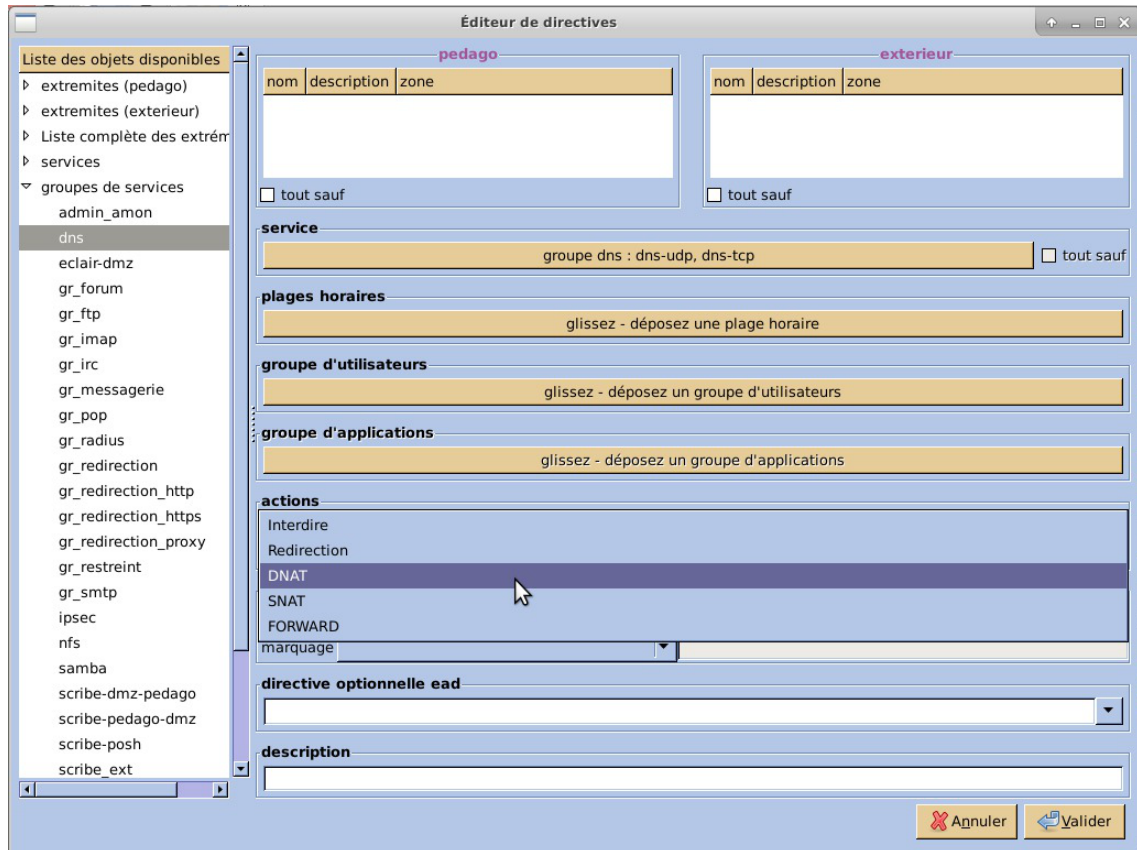 Éditeur de directives
Liste des objets disponibles
extremites (pedago)
extremites (exterieur)
Liste complète des extrém
services
groupes de services
admin_amon
dns
eclair-dmz
gr_forum
gr_ftp
gr_imap
gr_irc
gr_messagerie
gr_pop
gr_radius
gr_redirection
gr_redirection_http
gr_redirection_https
gr_redirection_proxy
gr_restreint
gr_smtp
ipsec
nfs
samba
scribe-dmz-pedago
scribe-pedago-dmz
scribe-posh
scribe_ext
pedago
nom description zone
tout sauf
exterieur
nom description zone
tout sauf
service
groupe dns : dns-udp, dns-tcp tout sauf
plages horaires
glissez - déposez une plage horaire
groupe d'utilisateurs
glissez - déposez un groupe d'utilisateurs
groupe d'applications
glissez - déposez un groupe d'applications
actions
Interdire
Redirection
DNAT
SNAT
FORWARD
marquage
directive optionnelle ead
description
Annuler Valider